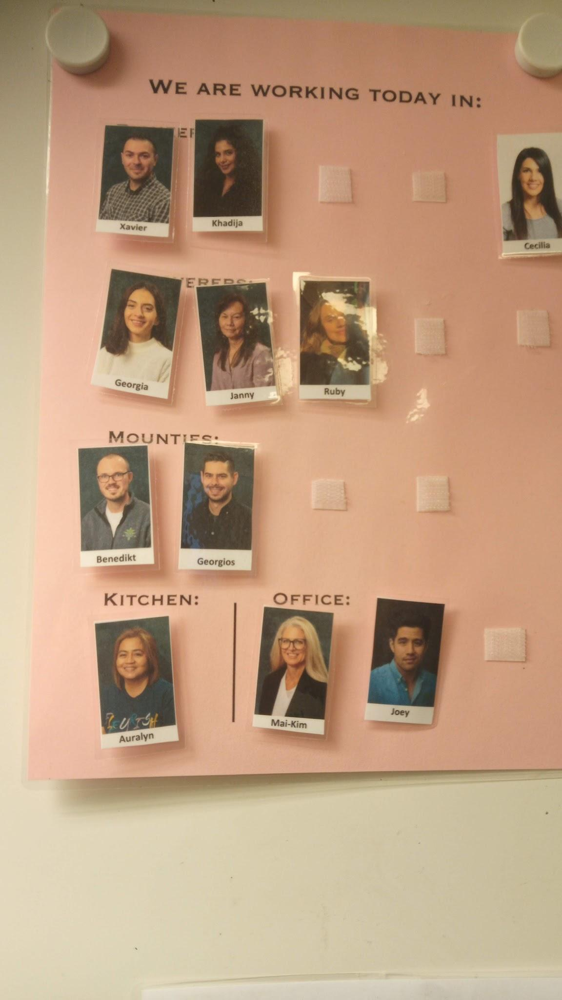 WE ARE WORKING TODAY IN:
Xavier
Khadija
Cecilia
Georgia
Janny
Ruby
MOUNTIES:
Benedikt
Georgios
KITCHEN:
OFFICE:
Auralyn
Mai-Kim
Joey